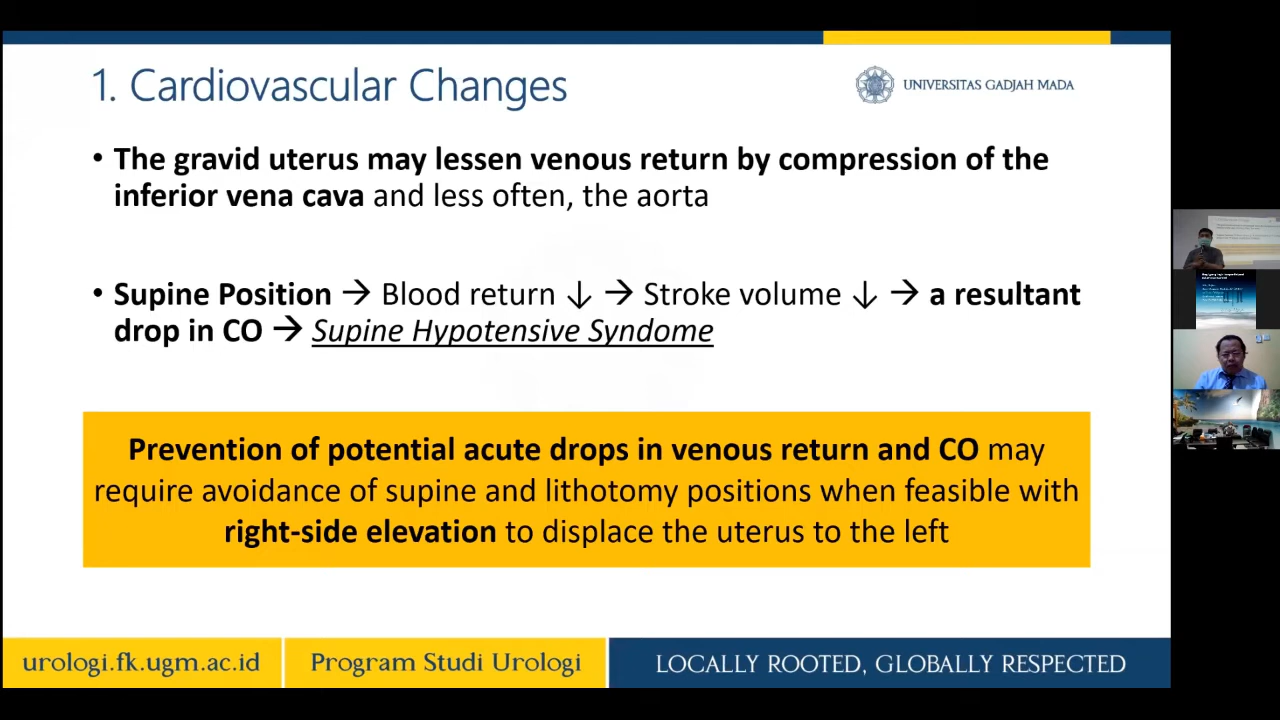 1. Cardiovascular Changes
UNIVERSITAS GADJAH MADA
• The gravid uterus may lessen venous return by compression of the
inferior vena cava and less often, the aorta
• Supine Position → Blood return ↓ → Stroke volume ↓ → a resultant
drop in CO → Supine Hypotensive Syndome
Prevention of potential acute drops in venous return and CO may
require avoidance of supine and lithotomy positions when feasible with
right-side elevation to displace the uterus to the left
urologi.fk.ugm.ac.id
Program Studi Urologi
LOCALLY ROOTED, GLOBALLY RESPECTED